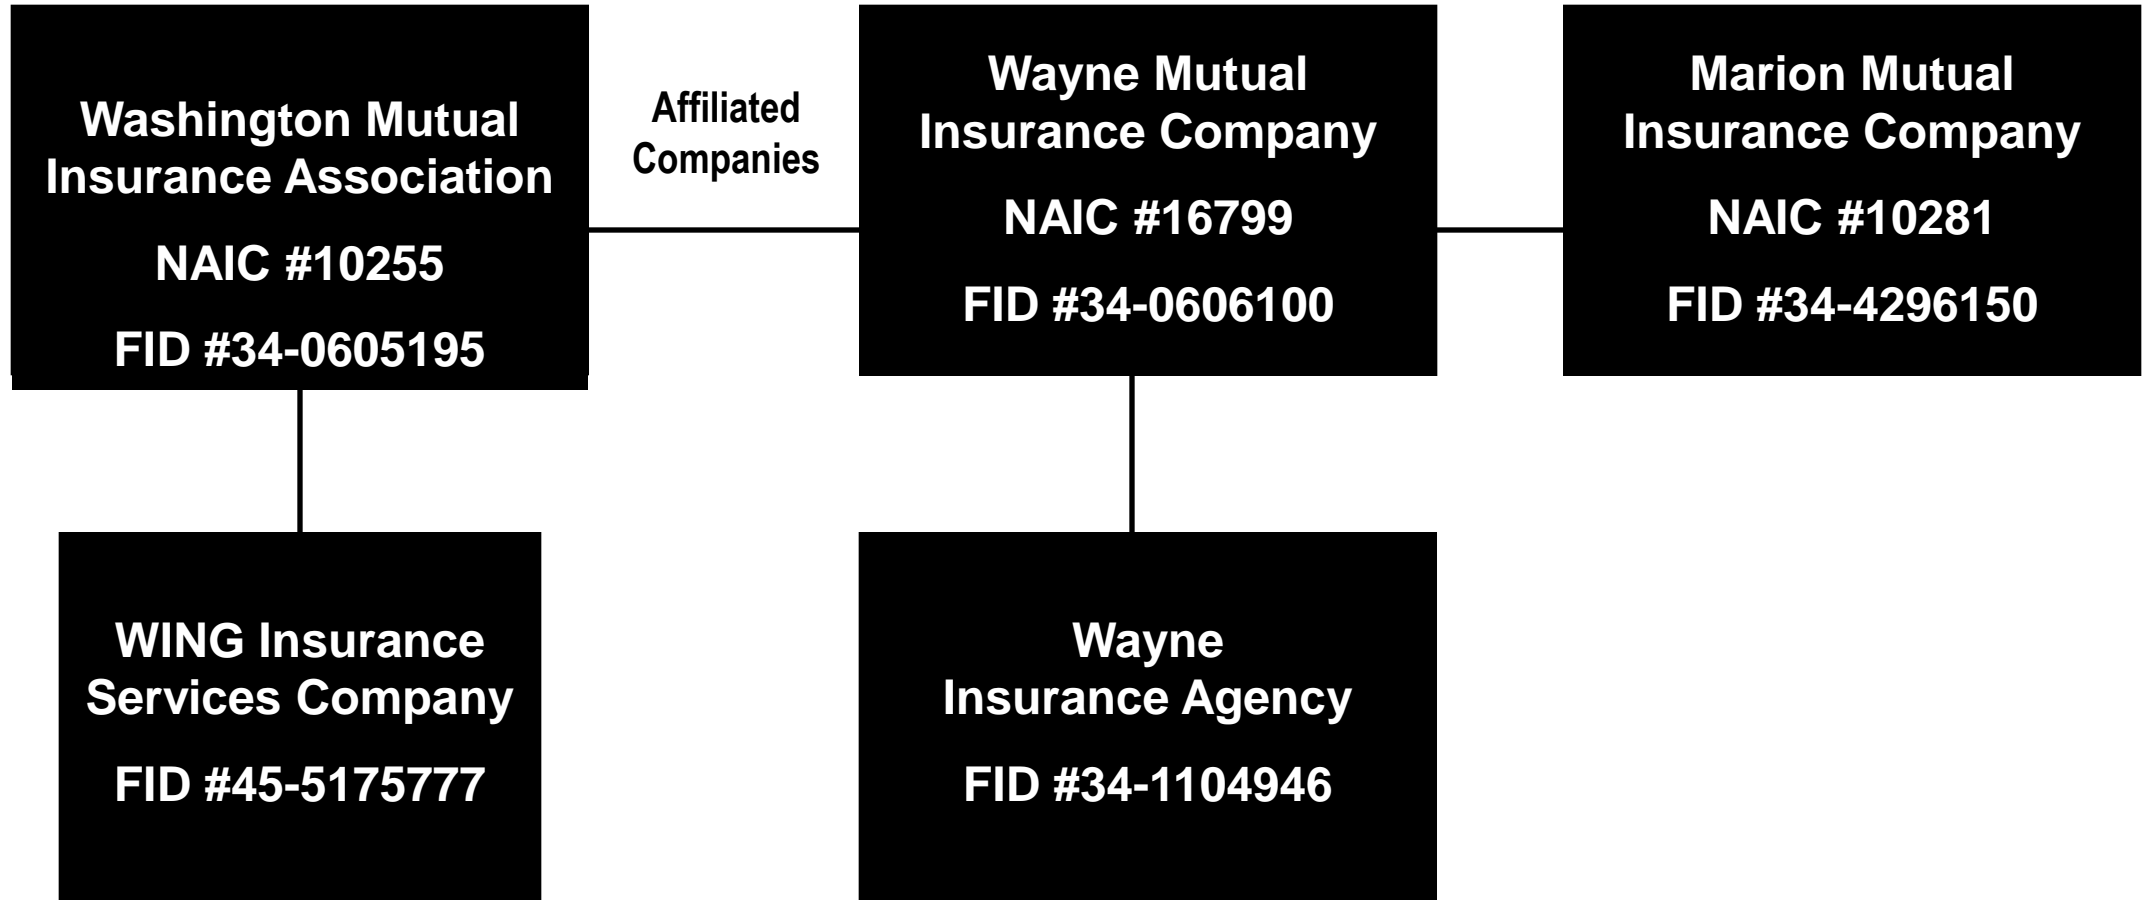 Washington Mutual
Insurance Association
NAIC #10255
FID #34-0605195
Affiliated
Companies
Wayne Mutual
Insurance Company
NAIC #16799
FID #34-0606100
Marion Mutual
Insurance Company
NAIC #10281
FID #34-4296150
WING Insurance
Services Company
FID #45-5175777
Wayne
Insurance Agency
FID #34-1104946